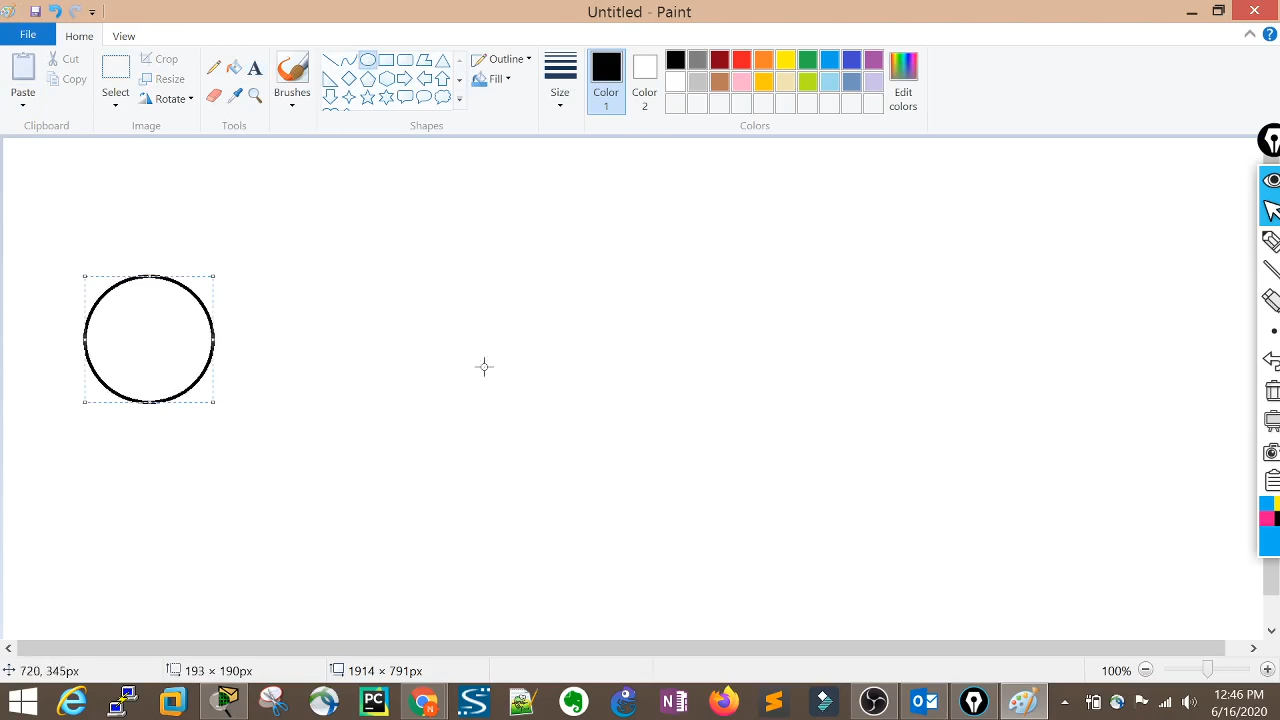 Untitled - Paint
File Home View
Paste
Cut
Copy
Clipboard
Select
Crop
Resize
Rotate
Image
Tools
Brushes
Outline
Fill
Shapes
Size
Color 1
Color 2
Edit colors
Colors
720, 345px
193 × 190px
1914 × 791px
100%
PC
N
12:46 PM
6/16/2020